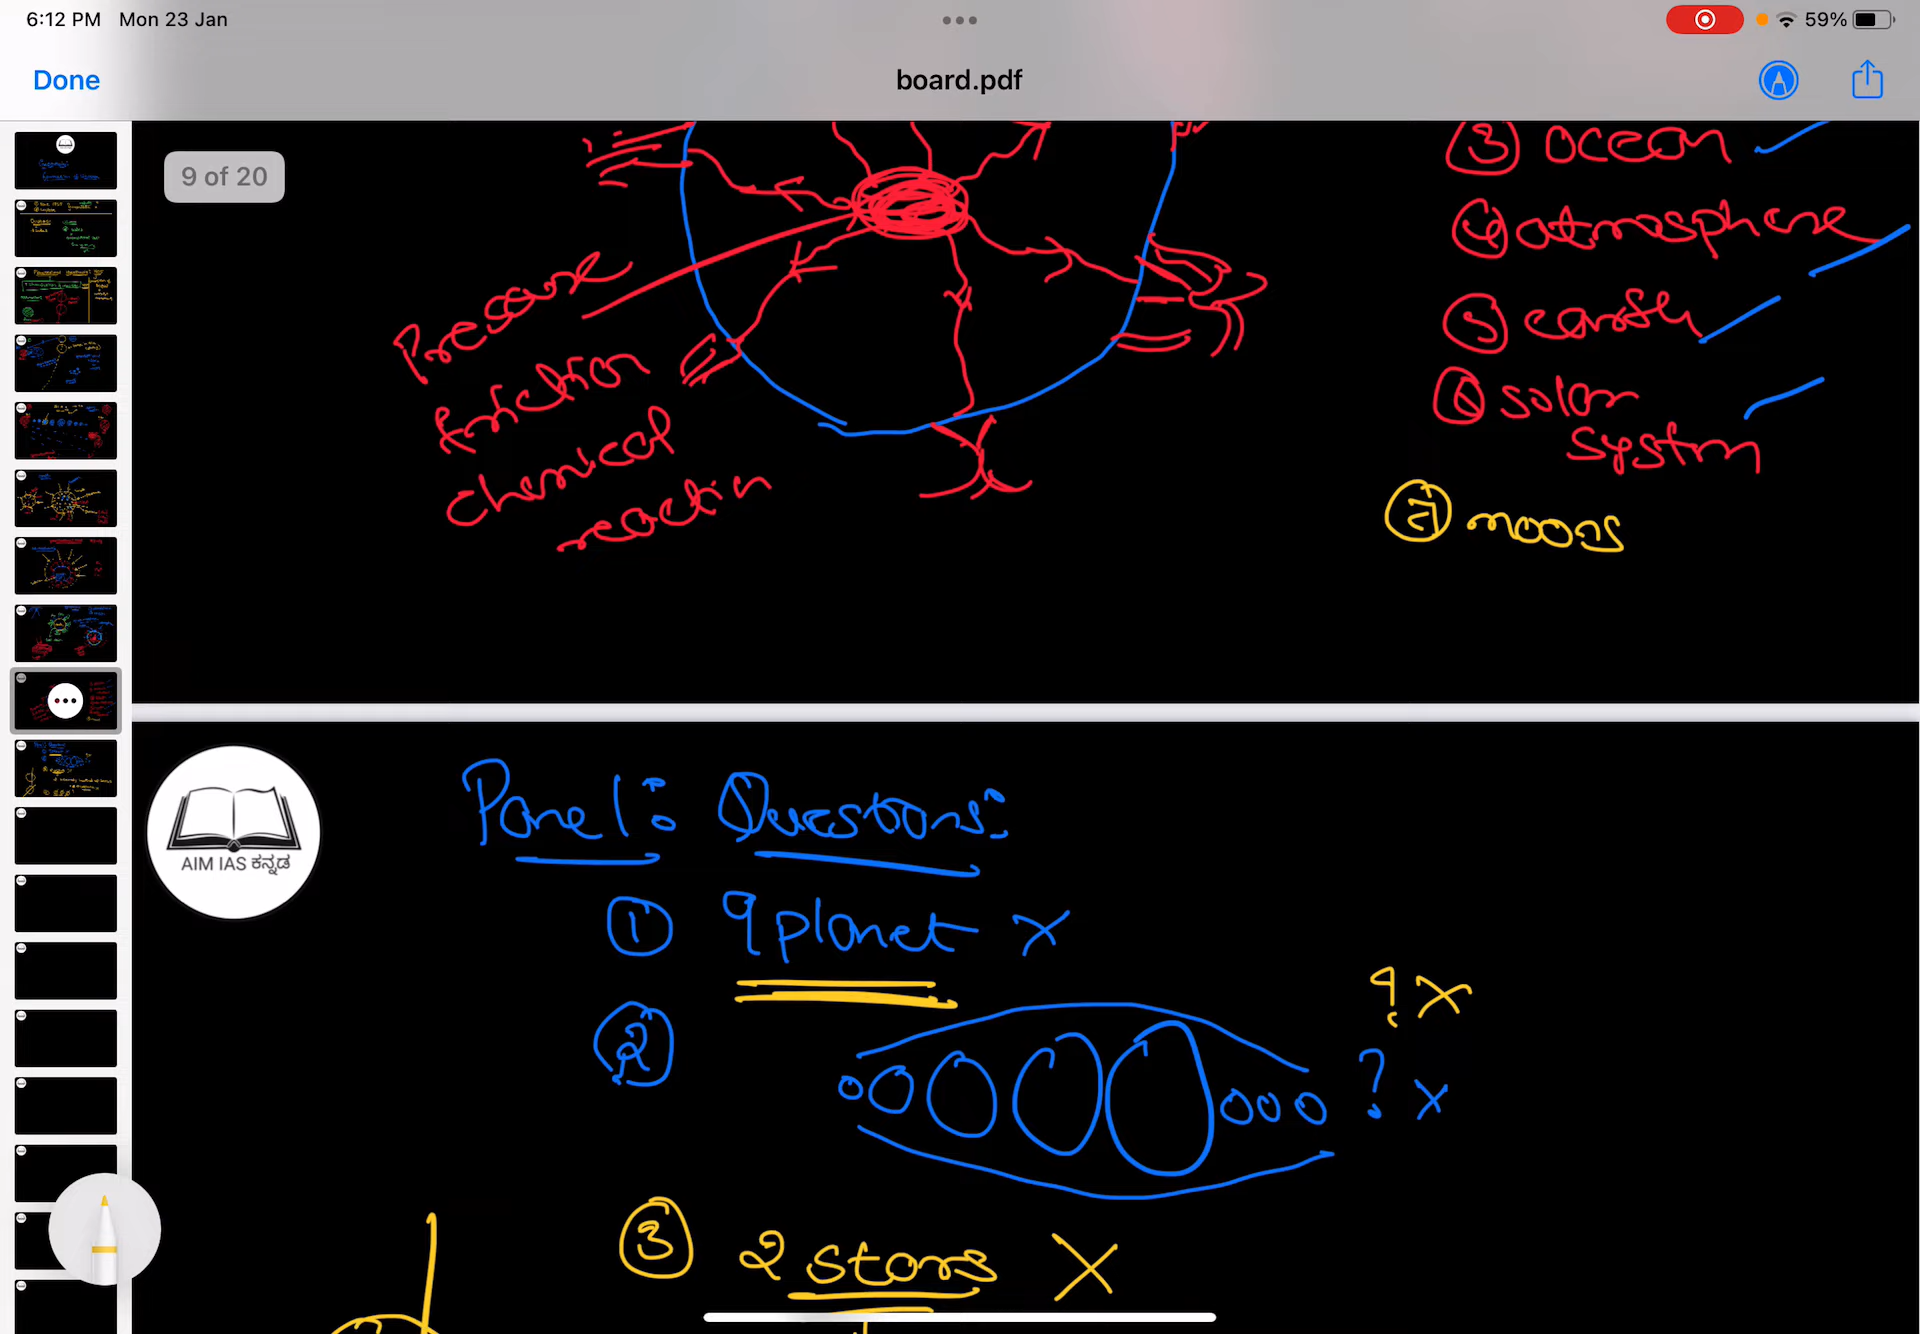 6:12 PM Mon 23 Jan
59%
Done
board.pdf
9 of 20
③ ocean
④ atmosphere
⑤ earth
⑥ solar
system
⑦ moons
Pressure
friction
chemical
reactin
AIM IAS ಕನ್ನಡ
Panel: Questions:
① 9 planet x
② ? x
? x
③ 2 stars X